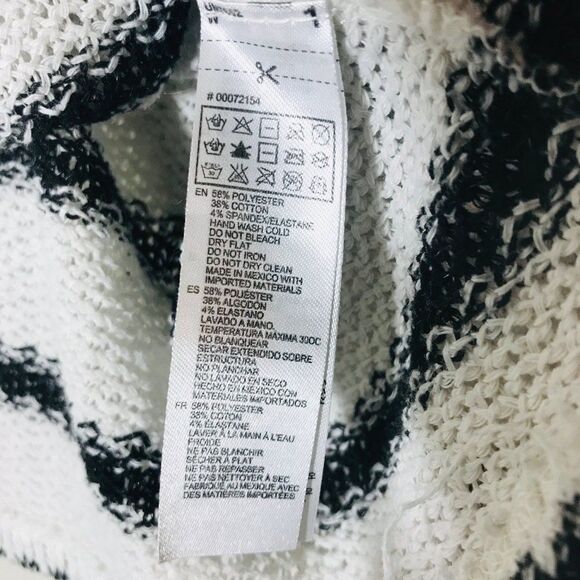 # 00072154
EN 58% POLYESTER
38% COTTON
4% SPANDEX/ELASTANE
HAND WASH COLD
DO NOT BLEACH
DRY FLAT
DO NOT IRON
DO NOT DRY CLEAN
MADE IN MEXICO WITH
IMPORTED MATERIALS
ES 58% POLIÉSTER
38% ALGODON
4% ELASTANO
LAVADO A MANO.
TEMPERATURA MÁXIMA 30OC
NO BLANQUEAR
SECAR EXTENDIDO SOBRE
ESTRUCTURA
NO PLANCHAR
NO LAVADO EN SECO
HECHO EN MÉXICO CON
MATERIALES IMPORTADOS
FR 58% POLYESTER
38% COTON
4% ÉLASTANE
LAVER À LA MAIN À L'EAU
FROIDE
NE PAS BLANCHIR
SÉCHER À PLAT
NE PAS REPASSER
NE PAS NETTOYER À SEC
FABRIQUÉ AU MEXIQUE AVEC
DES MATIÈRES IMPORTÉES